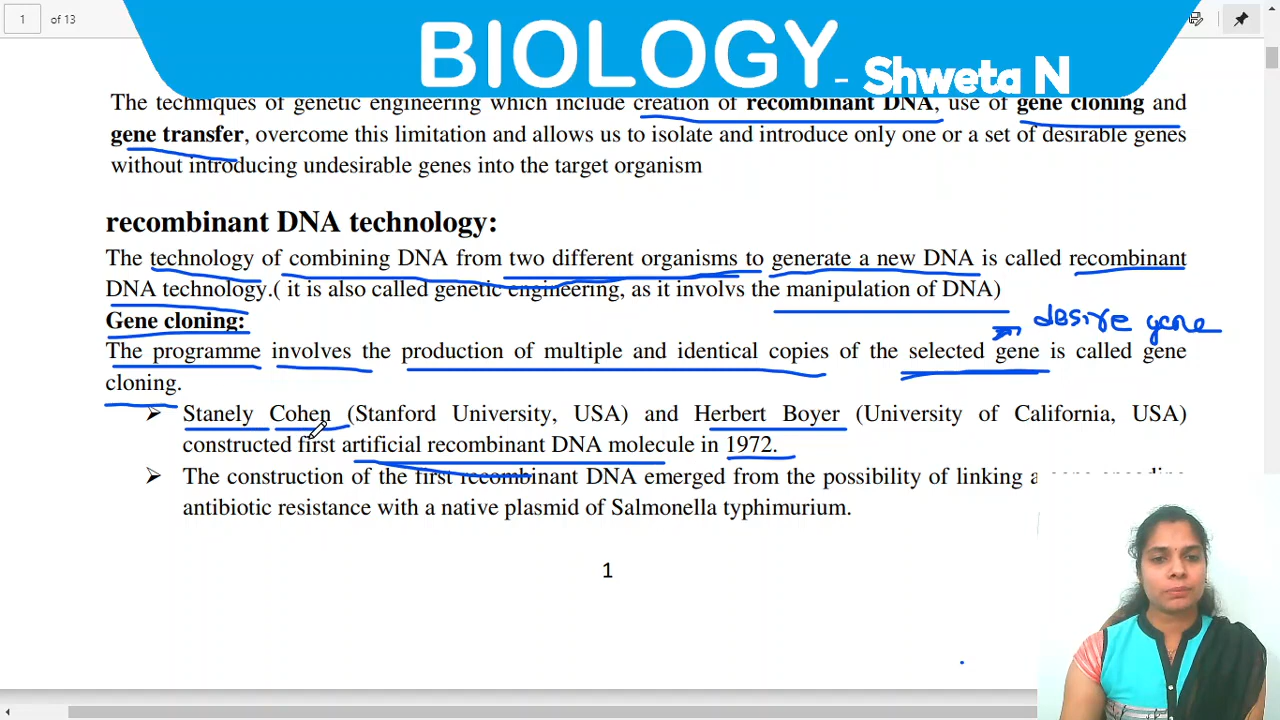 1 of 13
BIOLOGY - Shweta N
The techniques of genetic engineering which include creation of recombinant DNA, use of gene cloning and
gene transfer, overcome this limitation and allows us to isolate and introduce only one or a set of desirable genes
without introducing undesirable genes into the target organism
recombinant DNA technology:
The technology of combining DNA from two different organisms to generate a new DNA is called recombinant
DNA technology.( it is also called genetic engineering, as it involvs the manipulation of DNA)
Gene cloning:
desire gene
The programme involves the production of multiple and identical copies of the selected gene is called gene
cloning.
➢ Stanely Cohen (Stanford University, USA) and Herbert Boyer (University of California, USA)
constructed first artificial recombinant DNA molecule in 1972.
➢ The construction of the first recombinant DNA emerged from the possibility of linking a
antibiotic resistance with a native plasmid of Salmonella typhimurium.
1